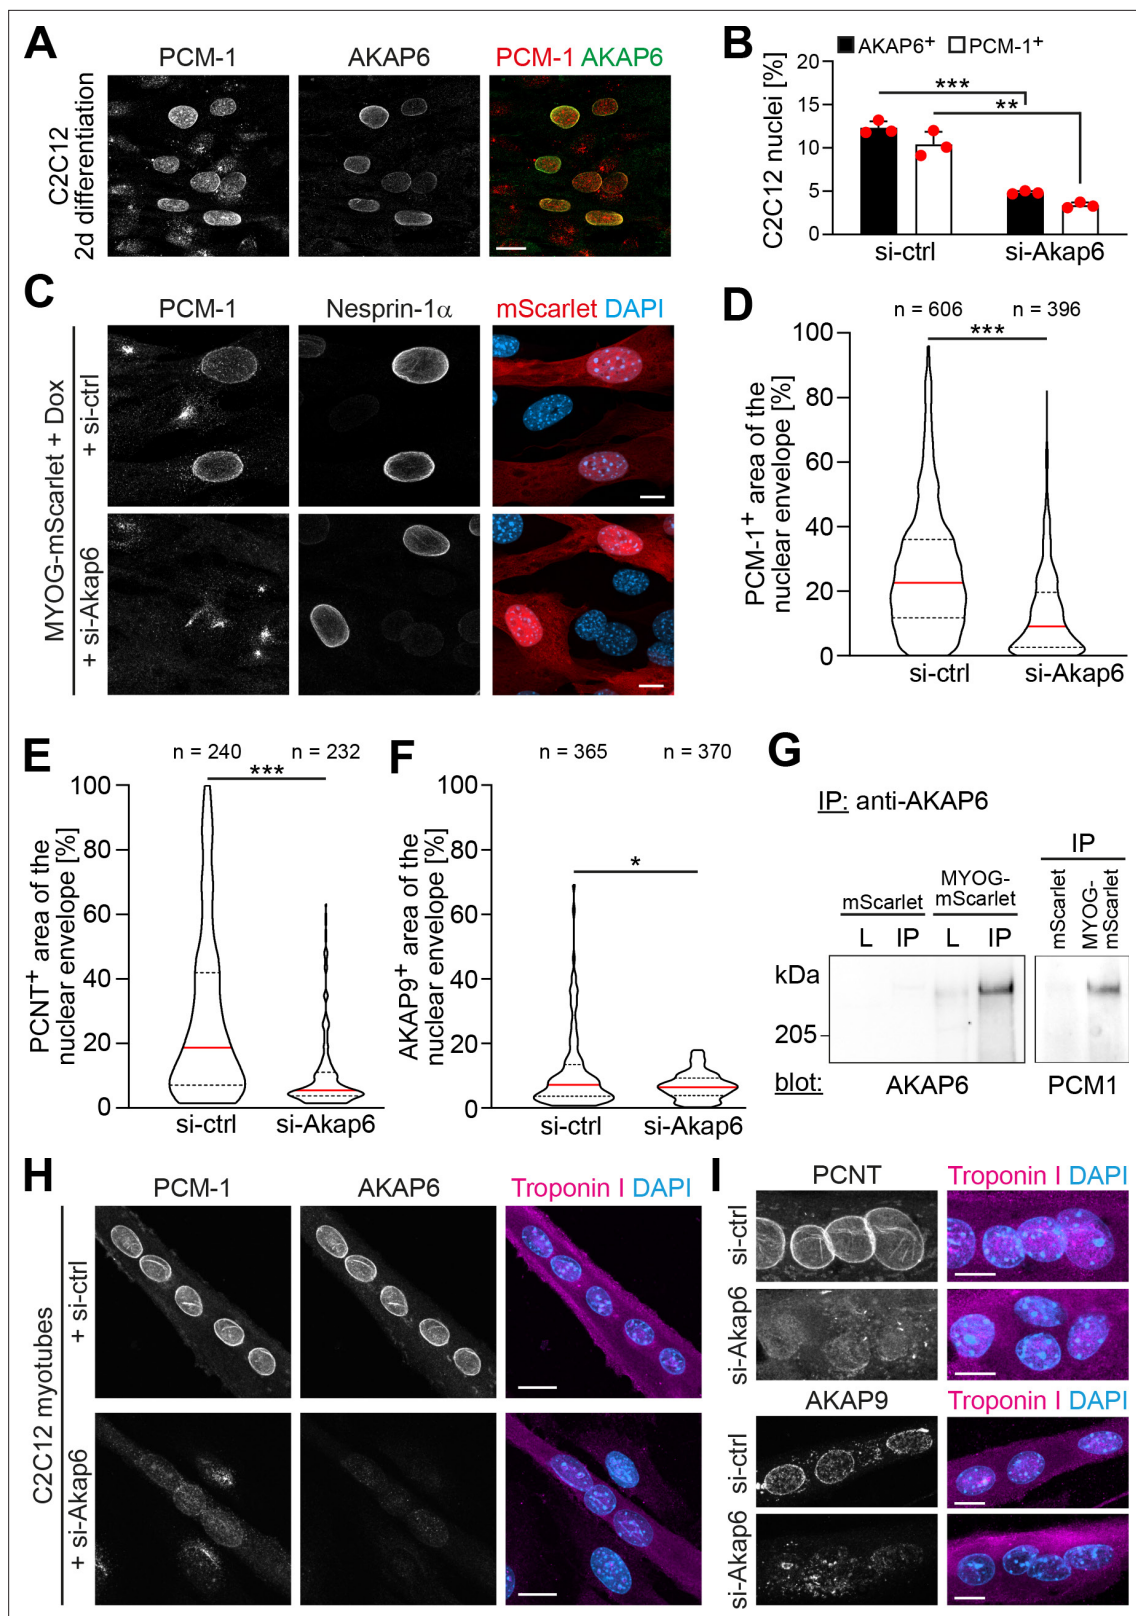 A
PCM-1 AKAP6 PCM-1 AKAP6
C2C12
2d differentiation
B
AKAP6+ PCM-1+
C2C12 nuclei [%]
20
15
10
5
0
***
**
si-ctrl si-Akap6
C
PCM-1 Nesprin-1α mScarlet DAPI
MYOG-mScarlet + Dox
+ si-ctrl
+ si-Akap6
D
n = 606 n = 396
***
PCM-1+ area of the
nuclear envelope [%]
100
80
60
40
20
0
si-ctrl si-Akap6
E
n = 240 n = 232
***
PCNT+ area of the
nuclear envelope [%]
100
80
60
40
20
0
si-ctrl si-Akap6
F
n = 365 n = 370
*
AKAP9+ area of the
nuclear envelope [%]
100
80
60
40
20
0
si-ctrl si-Akap6
G
IP: anti-AKAP6
mScarlet
MYOG-
mScarlet
L IP L IP
IP
mScarlet
MYOG-
mScarlet
kDa
205
blot: AKAP6 PCM1
H
PCM-1 AKAP6 Troponin I DAPI
C2C12 myotubes
+ si-ctrl
+ si-Akap6
I
PCNT Troponin I DAPI
si-ctrl
si-Akap6
AKAP9 Troponin I DAPI
si-ctrl
si-Akap6